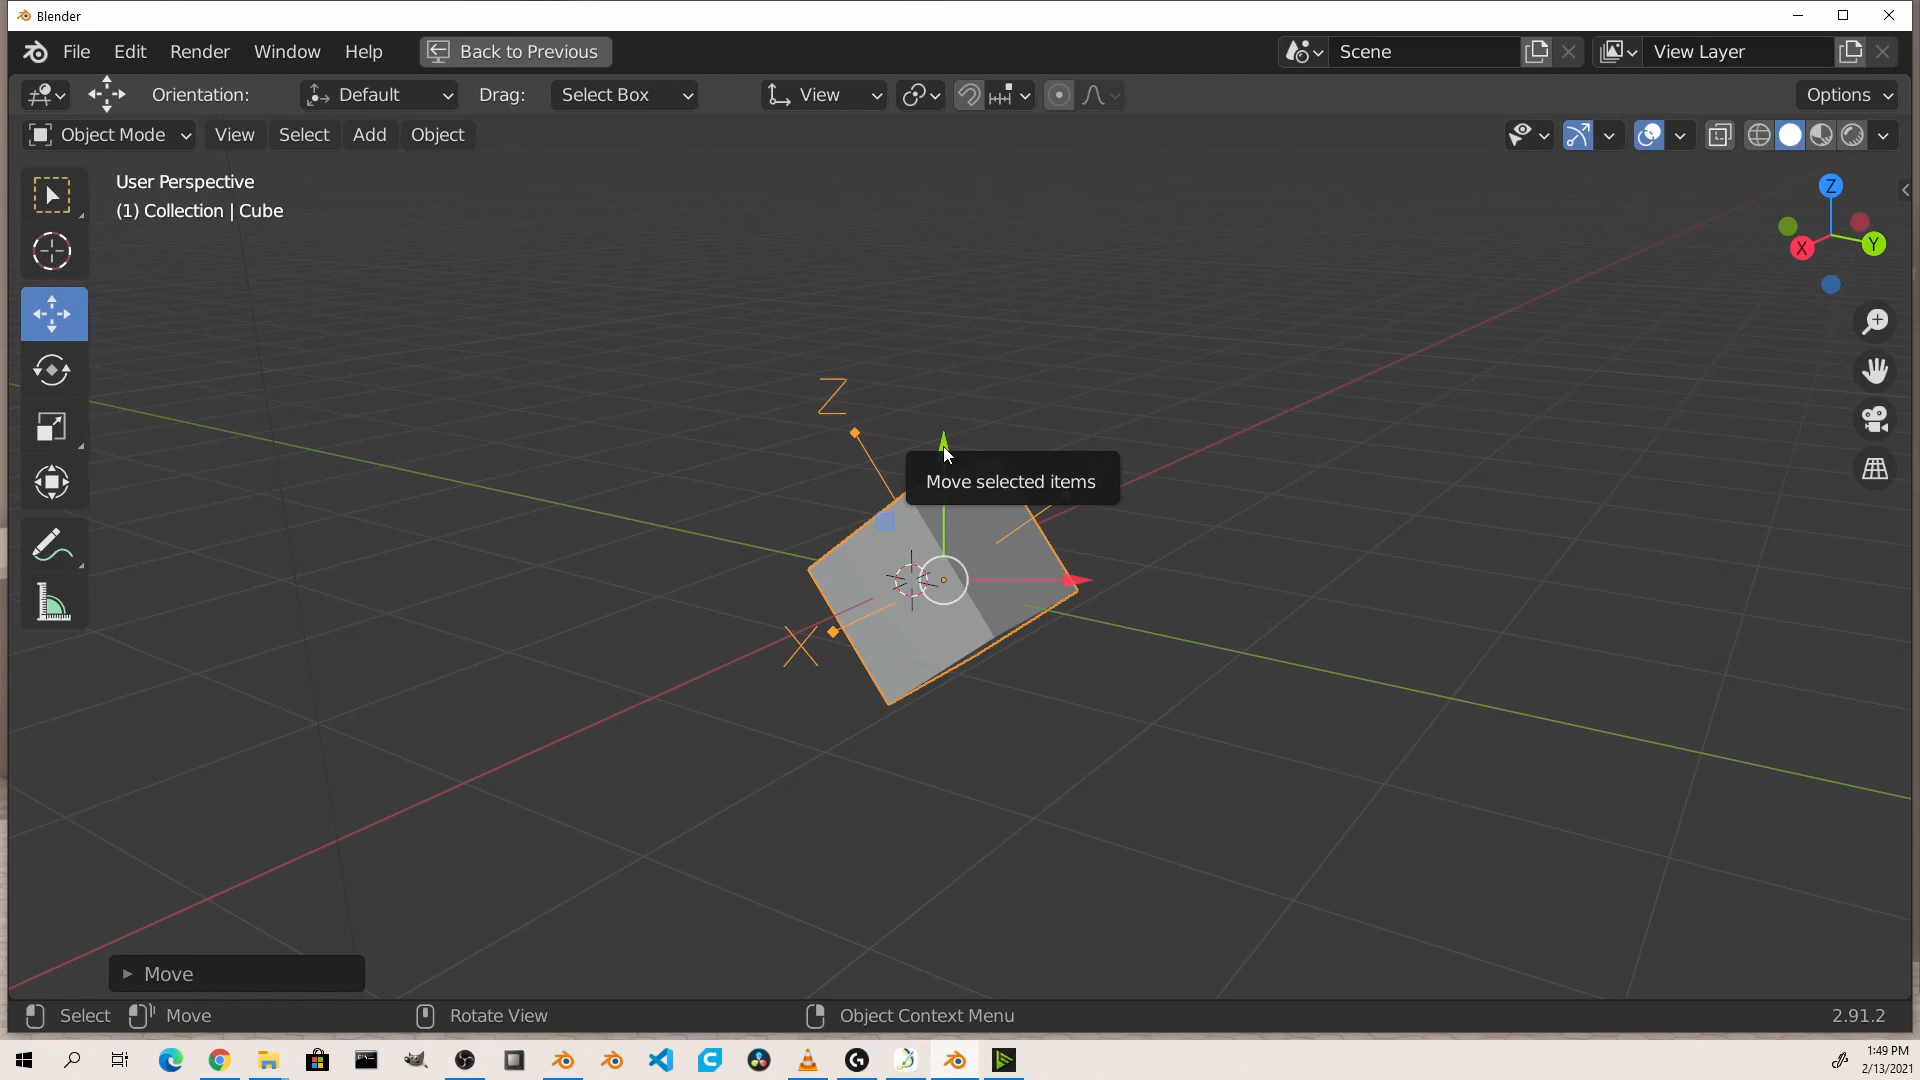 Blender
File Edit Render Window Help Back to Previous Scene View Layer
Orientation: Default Drag: Select Box View Options
Object Mode View Select Add Object
User Perspective
(1) Collection | Cube
Z
X
Y
Z
Move selected items
X
Move
Select Move Rotate View Object Context Menu 2.91.2
1:49 PM
2/13/2021